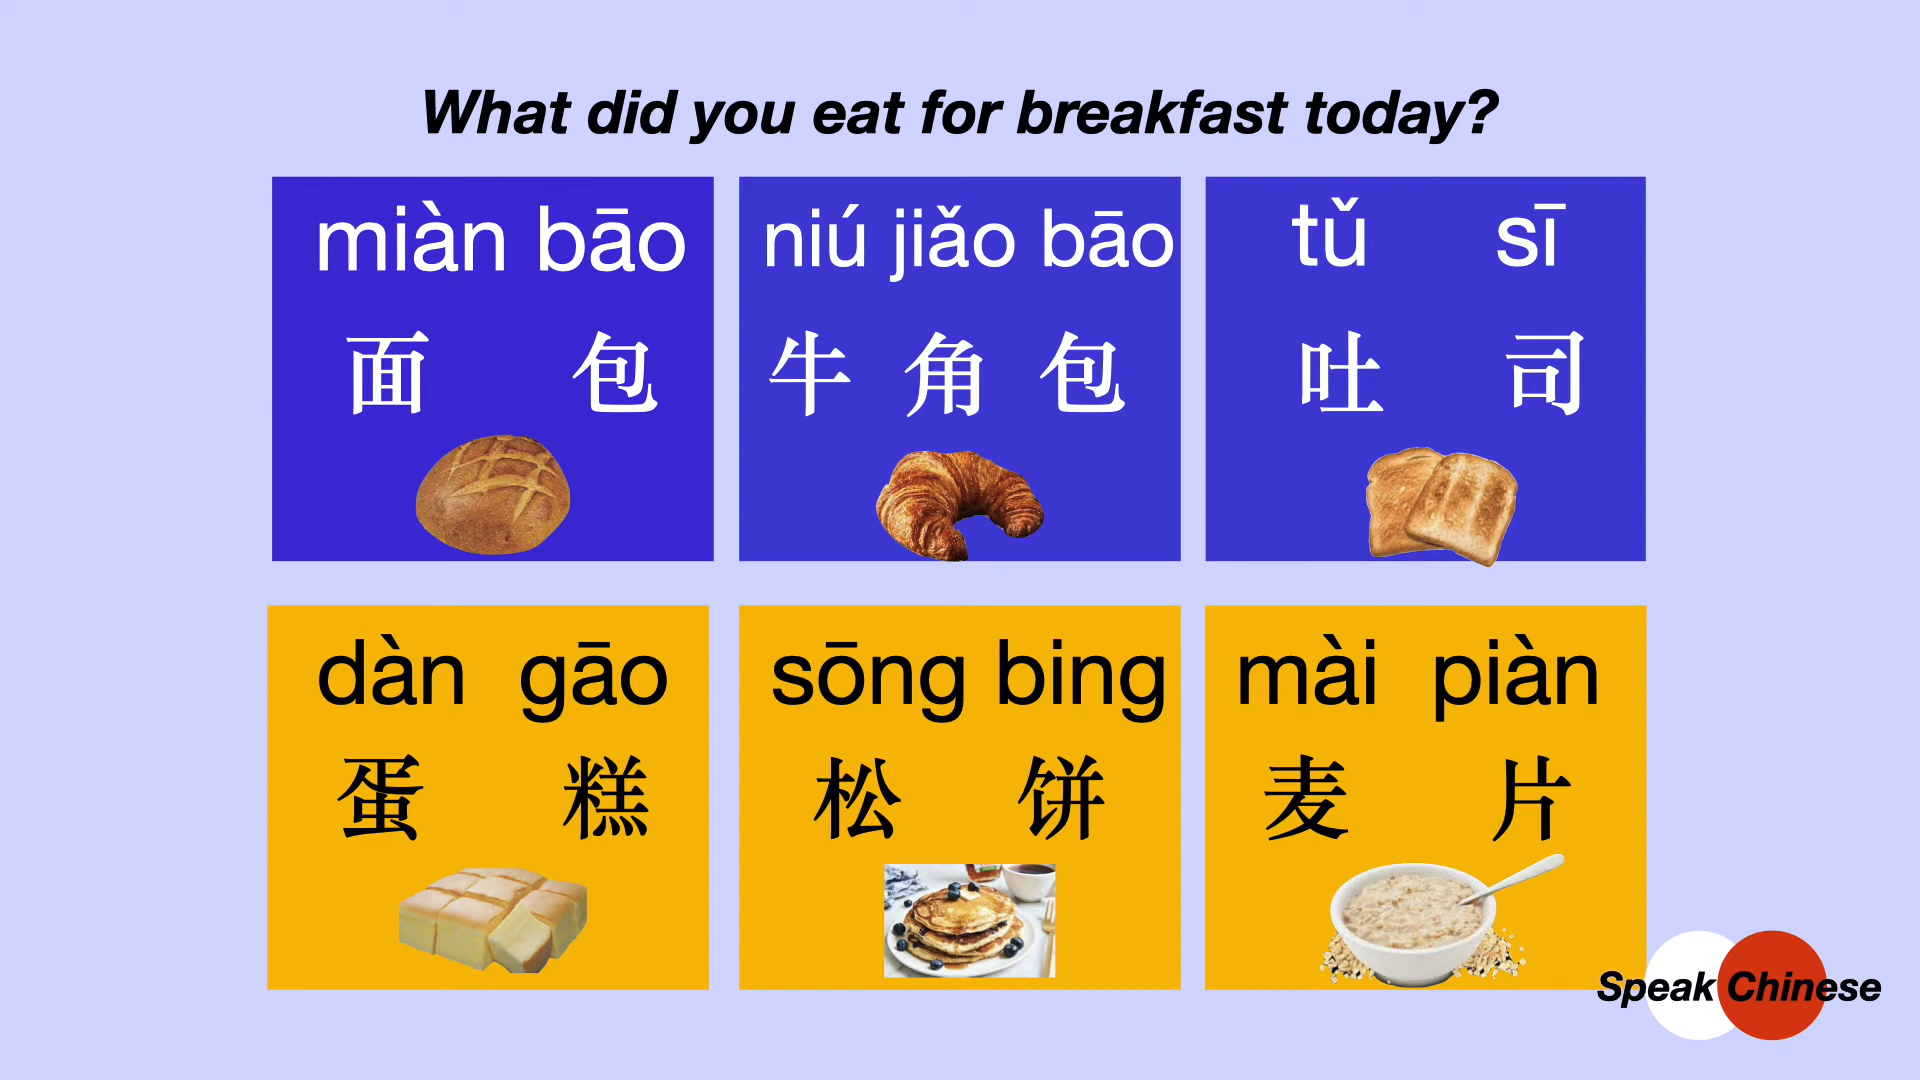 What did you eat for breakfast today?
miàn bāo
面 包
niú jiǎo bāo
牛 角 包
tǔ sī
吐 司
dàn gāo
蛋 糕
sōng bing
松 饼
mài piàn
麦 片
Speak Chinese